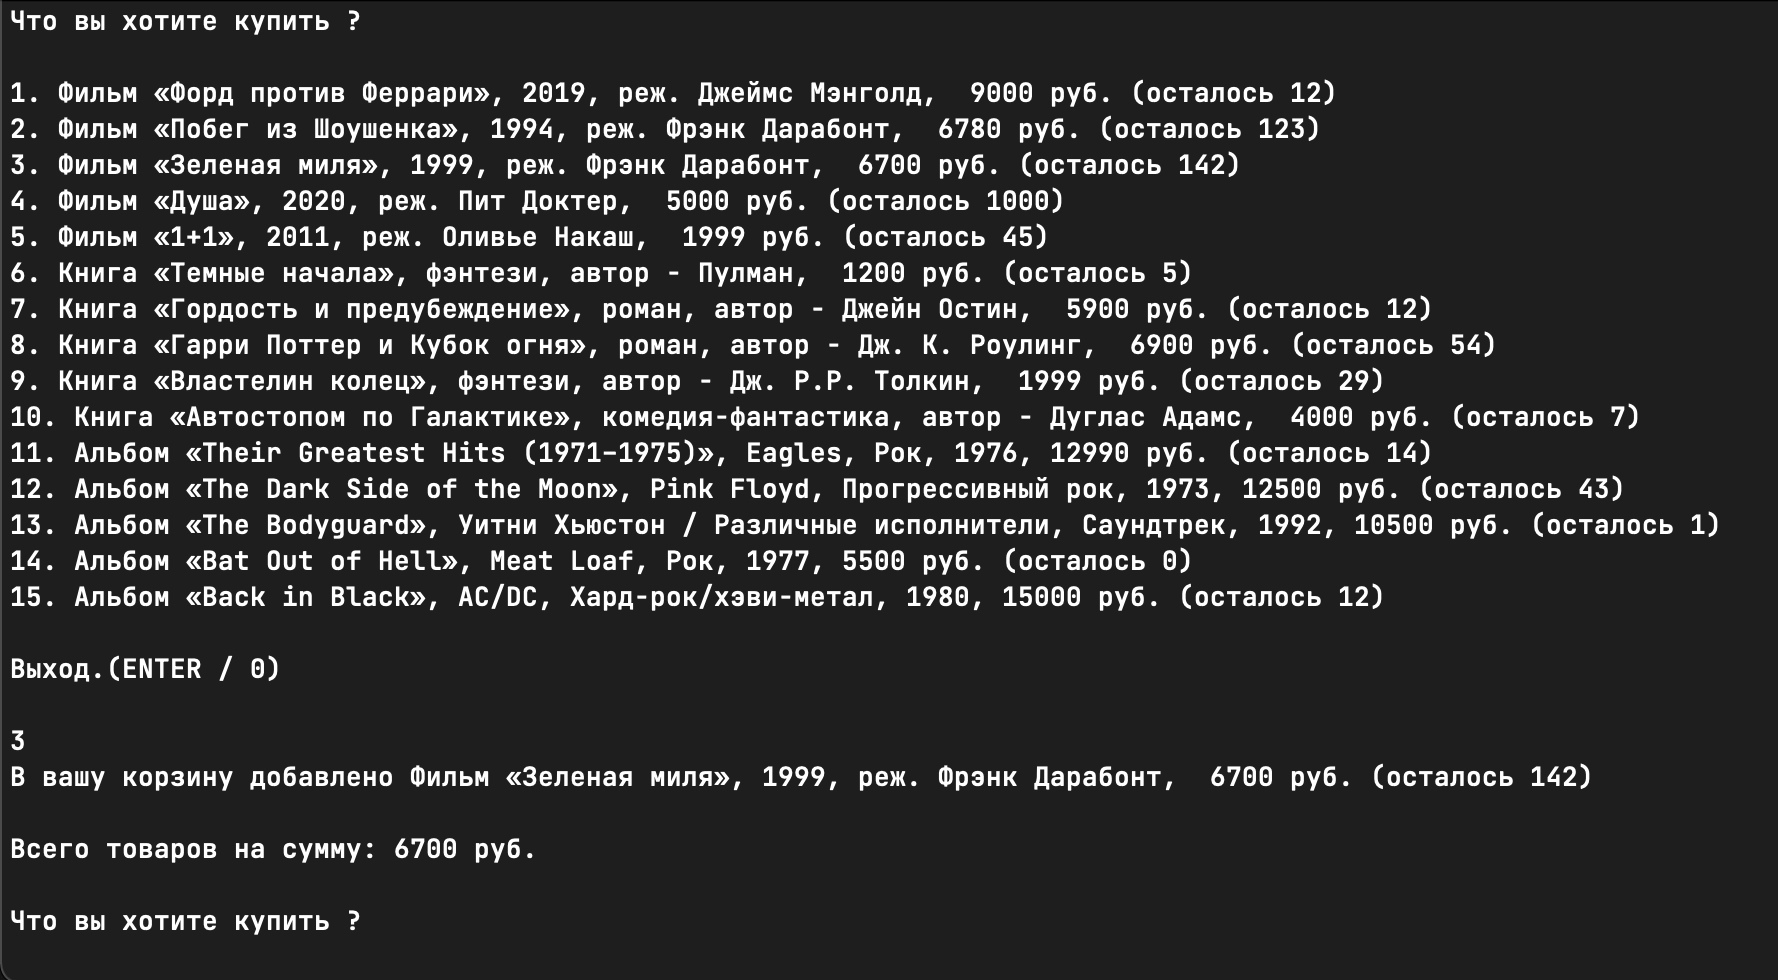 Что вы хотите купить ?
1. Фильм «Форд против Феррари», 2019, реж. Джеймс Мэнголд,  9000 руб. (осталось 12)
2. Фильм «Побег из Шоушенка», 1994, реж. Фрэнк Дарабонт,  6780 руб. (осталось 123)
3. Фильм «Зеленая миля», 1999, реж. Фрэнк Дарабонт,  6700 руб. (осталось 142)
4. Фильм «Душа», 2020, реж. Пит Доктер,  5000 руб. (осталось 1000)
5. Фильм «1+1», 2011, реж. Оливье Накаш,  1999 руб. (осталось 45)
6. Книга «Темные начала», фэнтези, автор - Пулман,  1200 руб. (осталось 5)
7. Книга «Гордость и предубеждение», роман, автор - Джейн Остин,  5900 руб. (осталось 12)
8. Книга «Гарри Поттер и Кубок огня», роман, автор - Дж. К. Роулинг,  6900 руб. (осталось 54)
9. Книга «Властелин колец», фэнтези, автор - Дж. Р.Р. Толкин,  1999 руб. (осталось 29)
10. Книга «Автостопом по Галактике», комедия-фантастика, автор - Дуглас Адамс,  4000 руб. (осталось 7)
11. Альбом «Their Greatest Hits (1971–1975)», Eagles, Рок, 1976, 12990 руб. (осталось 14)
12. Альбом «The Dark Side of the Moon», Pink Floyd, Прогрессивный рок, 1973, 12500 руб. (осталось 43)
13. Альбом «The Bodyguard», Уитни Хьюстон / Различные исполнители, Саундтрек, 1992, 10500 руб. (осталось 1)
14. Альбом «Bat Out of Hell», Meat Loaf, Рок, 1977, 5500 руб. (осталось 0)
15. Альбом «Back in Black», AC/DC, Хард-рок/хэви-метал, 1980, 15000 руб. (осталось 12)
Выход.(ENTER / 0)
3
В вашу корзину добавлено Фильм «Зеленая миля», 1999, реж. Фрэнк Дарабонт,  6700 руб. (осталось 142)
Всего товаров на сумму: 6700 руб.
Что вы хотите купить ?